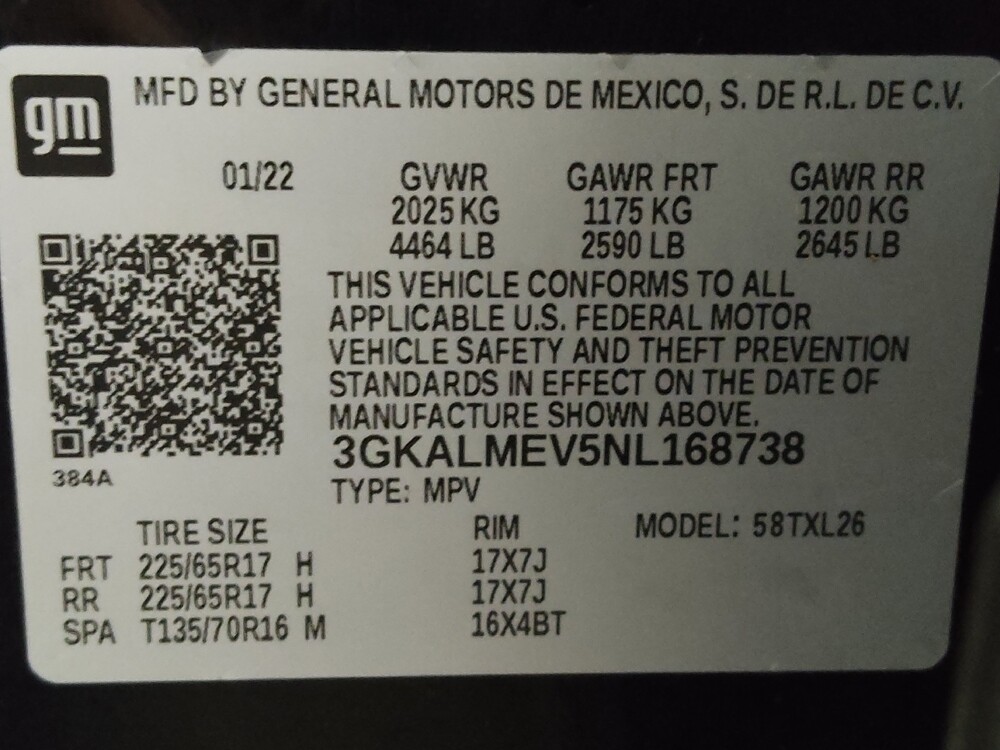 gm
MFD BY GENERAL MOTORS DE MEXICO, S. DE R.L. DE C.V.
01/22 GVWR GAWR FRT GAWR RR
2025 KG 1175 KG 1200 KG
4464 LB 2590 LB 2645 LB
THIS VEHICLE CONFORMS TO ALL
APPLICABLE U.S. FEDERAL MOTOR
VEHICLE SAFETY AND THEFT PREVENTION
STANDARDS IN EFFECT ON THE DATE OF
MANUFACTURE SHOWN ABOVE.
3GKALMEV5NL168738
384A
TYPE: MPV
TIRE SIZE RIM MODEL: 58TXL26
FRT 225/65R17 H 17X7J
RR 225/65R17 H 17X7J
SPA T135/70R16 M 16X4BT